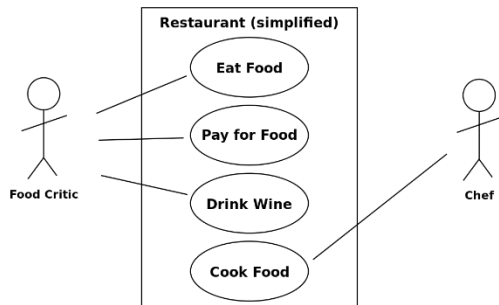 Restaurant (simplified)
Eat Food
Pay for Food
Drink Wine
Cook Food
Food Critic
Chef